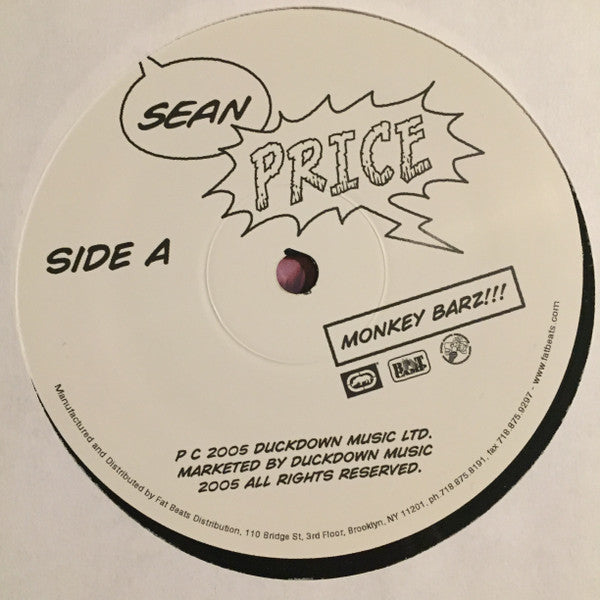 SEAN
PRICE
SIDE A
MONKEY BARZ!!!
P C 2005 DUCKDOWN MUSIC LTD.
MARKETED BY DUCKDOWN MUSIC
2005 ALL RIGHTS RESERVED.
Manufactured and Distributed by Fat Beats Distribution, 110 Bridge St, 3rd Floor, Brooklyn, NY 11201, ph.718 875.8191, fax 718 875.9297 - www.fatbeats.com